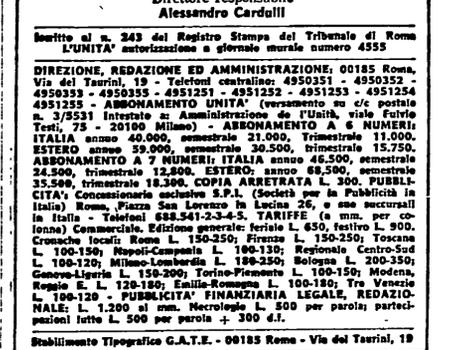 Direttore responsabile
Alessandro Cardulli
Iscritto al n. 243 del Registro Stampa del Tribunale di Roma
L'UNITA' autorizzazione a giornale murale numero 4555
DIREZIONE, REDAZIONE ED AMMINISTRAZIONE: 00185 Roma,
Via dei Taurini, 19 - Telefoni centralino: 4950351 - 4950352 -
4950353 - 4950355 - 4951251 - 4951252 - 4951253 - 4951254
4951255 - ABBONAMENTO UNITA' (versamento su c/c postale
n. 3/5531 intestato a: Amministrazione de l'Unità, viale Fulvio
Testi, 75 - 20100 Milano) - ABBONAMENTO A 6 NUMERI:
ITALIA annuo 40.000, semestrale 21.000, Trimestrale 11.000.
ESTERO annuo 59.000, semestrale 30.500, trimestrale 15.750.
ABBONAMENTO A 7 NUMERI: ITALIA annuo 46.500, semestrale
24.500, trimestrale 12.800. ESTERO: annuo 68.500, semestrale
35.500, trimestrale 18.300. COPIA ARRETRATA L. 300. PUBBLI-
CITA': Concessionaria esclusiva S.P.I. (Società per la Pubblicità in
Italia) Roma, Piazza San Lorenzo in Lucina 26, e sue succursali
in Italia - Telefoni 688.541-2-3-4-5. TARIFFE (a mm. per co-
lonna) Commerciale. Edizione generale: feriale L. 650, festivo L. 900.
Cronache locali: Roma L. 150-250; Firenze L. 150-250; Toscana
L. 100-150; Napoli-Campania L. 100-130; Regionale Centro-Sud
L. 100-120; Milano-Lombardia L. 180-250; Bologna L. 200-350;
Genova-Liguria L. 150-200; Torino-Piemonte L. 100-150; Modena,
Reggio E. L. 120-180; Emilia-Romagna L. 100-180; Tre Venezie
L. 100-120 - PUBBLICITA' FINANZIARIA LEGALE, REDAZIO-
NALE: L. 1.200 al mm. Necrologie L. 500 per parola; parteci-
pazioni lutto L. 500 per parola + 300 d.f.
Stabilimento Tipografico G.A.T.E. - 00185 Roma - Via dei Taurini, 19